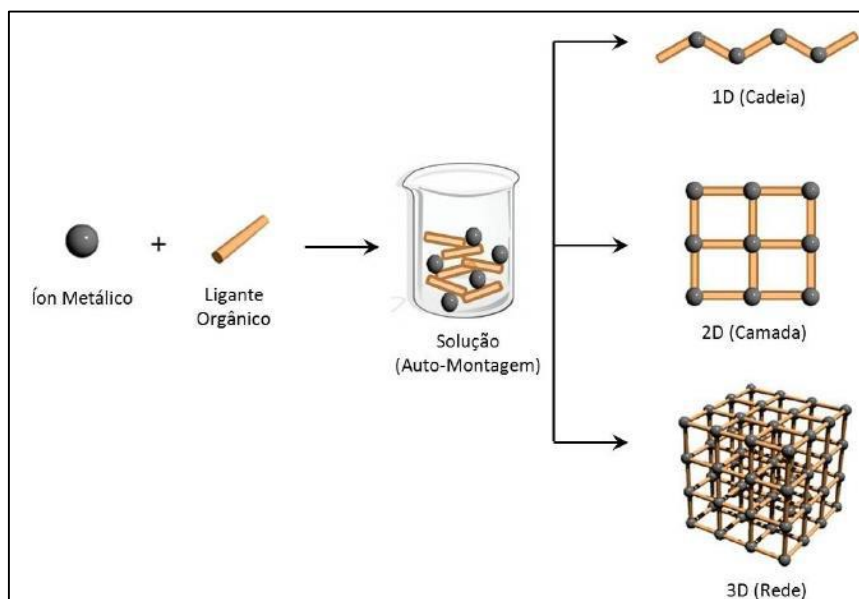 Íon Metálico
+
Ligante
Orgânico
Solução
(Auto-Montagem)
1D (Cadeia)
2D (Camada)
3D (Rede)